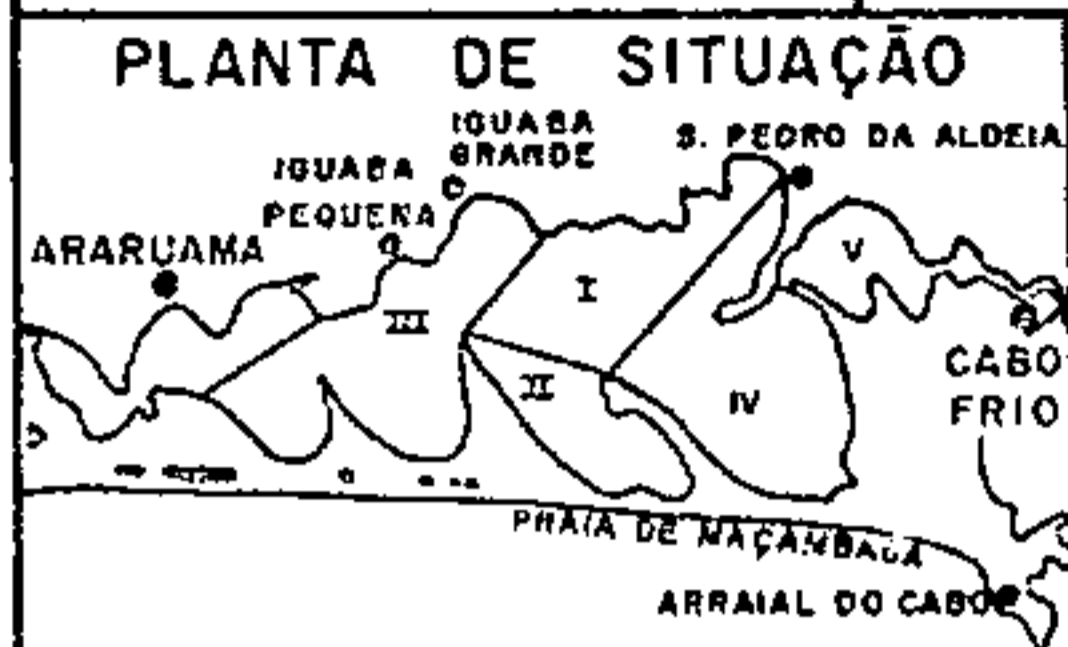 PLANTA DE SITUAÇÃO
IGUABA
GRANDE
S. PEDRO DA ALDEIA
IGUABA
PEQUENA
ARARUAMA
V
I
III
CABO
FRIO
II
IV
PRAIA DE MAÇAMBABA
ARRAIAL DO CABO